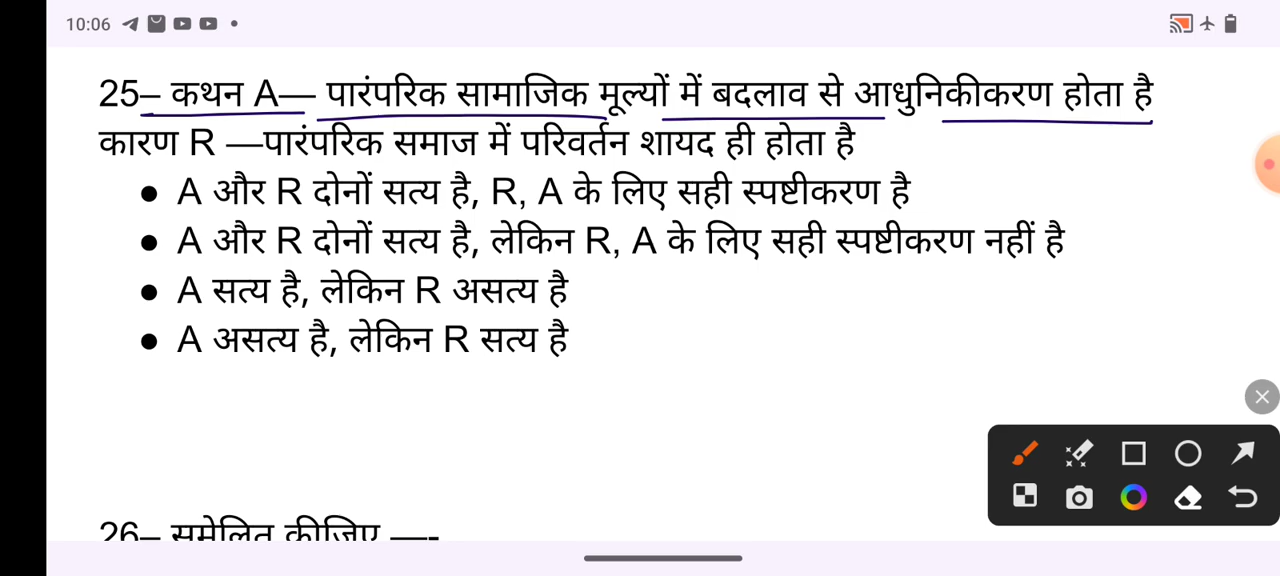 10:06
25– कथन A— पारंपरिक सामाजिक मूल्यों में बदलाव से आधुनिकीकरण होता है
कारण R —पारंपरिक समाज में परिवर्तन शायद ही होता है
● A और R दोनों सत्य है, R, A के लिए सही स्पष्टीकरण है
● A और R दोनों सत्य है, लेकिन R, A के लिए सही स्पष्टीकरण नहीं है
● A सत्य है, लेकिन R असत्य है
● A असत्य है, लेकिन R सत्य है
26– सुमेलित कीजिए —-